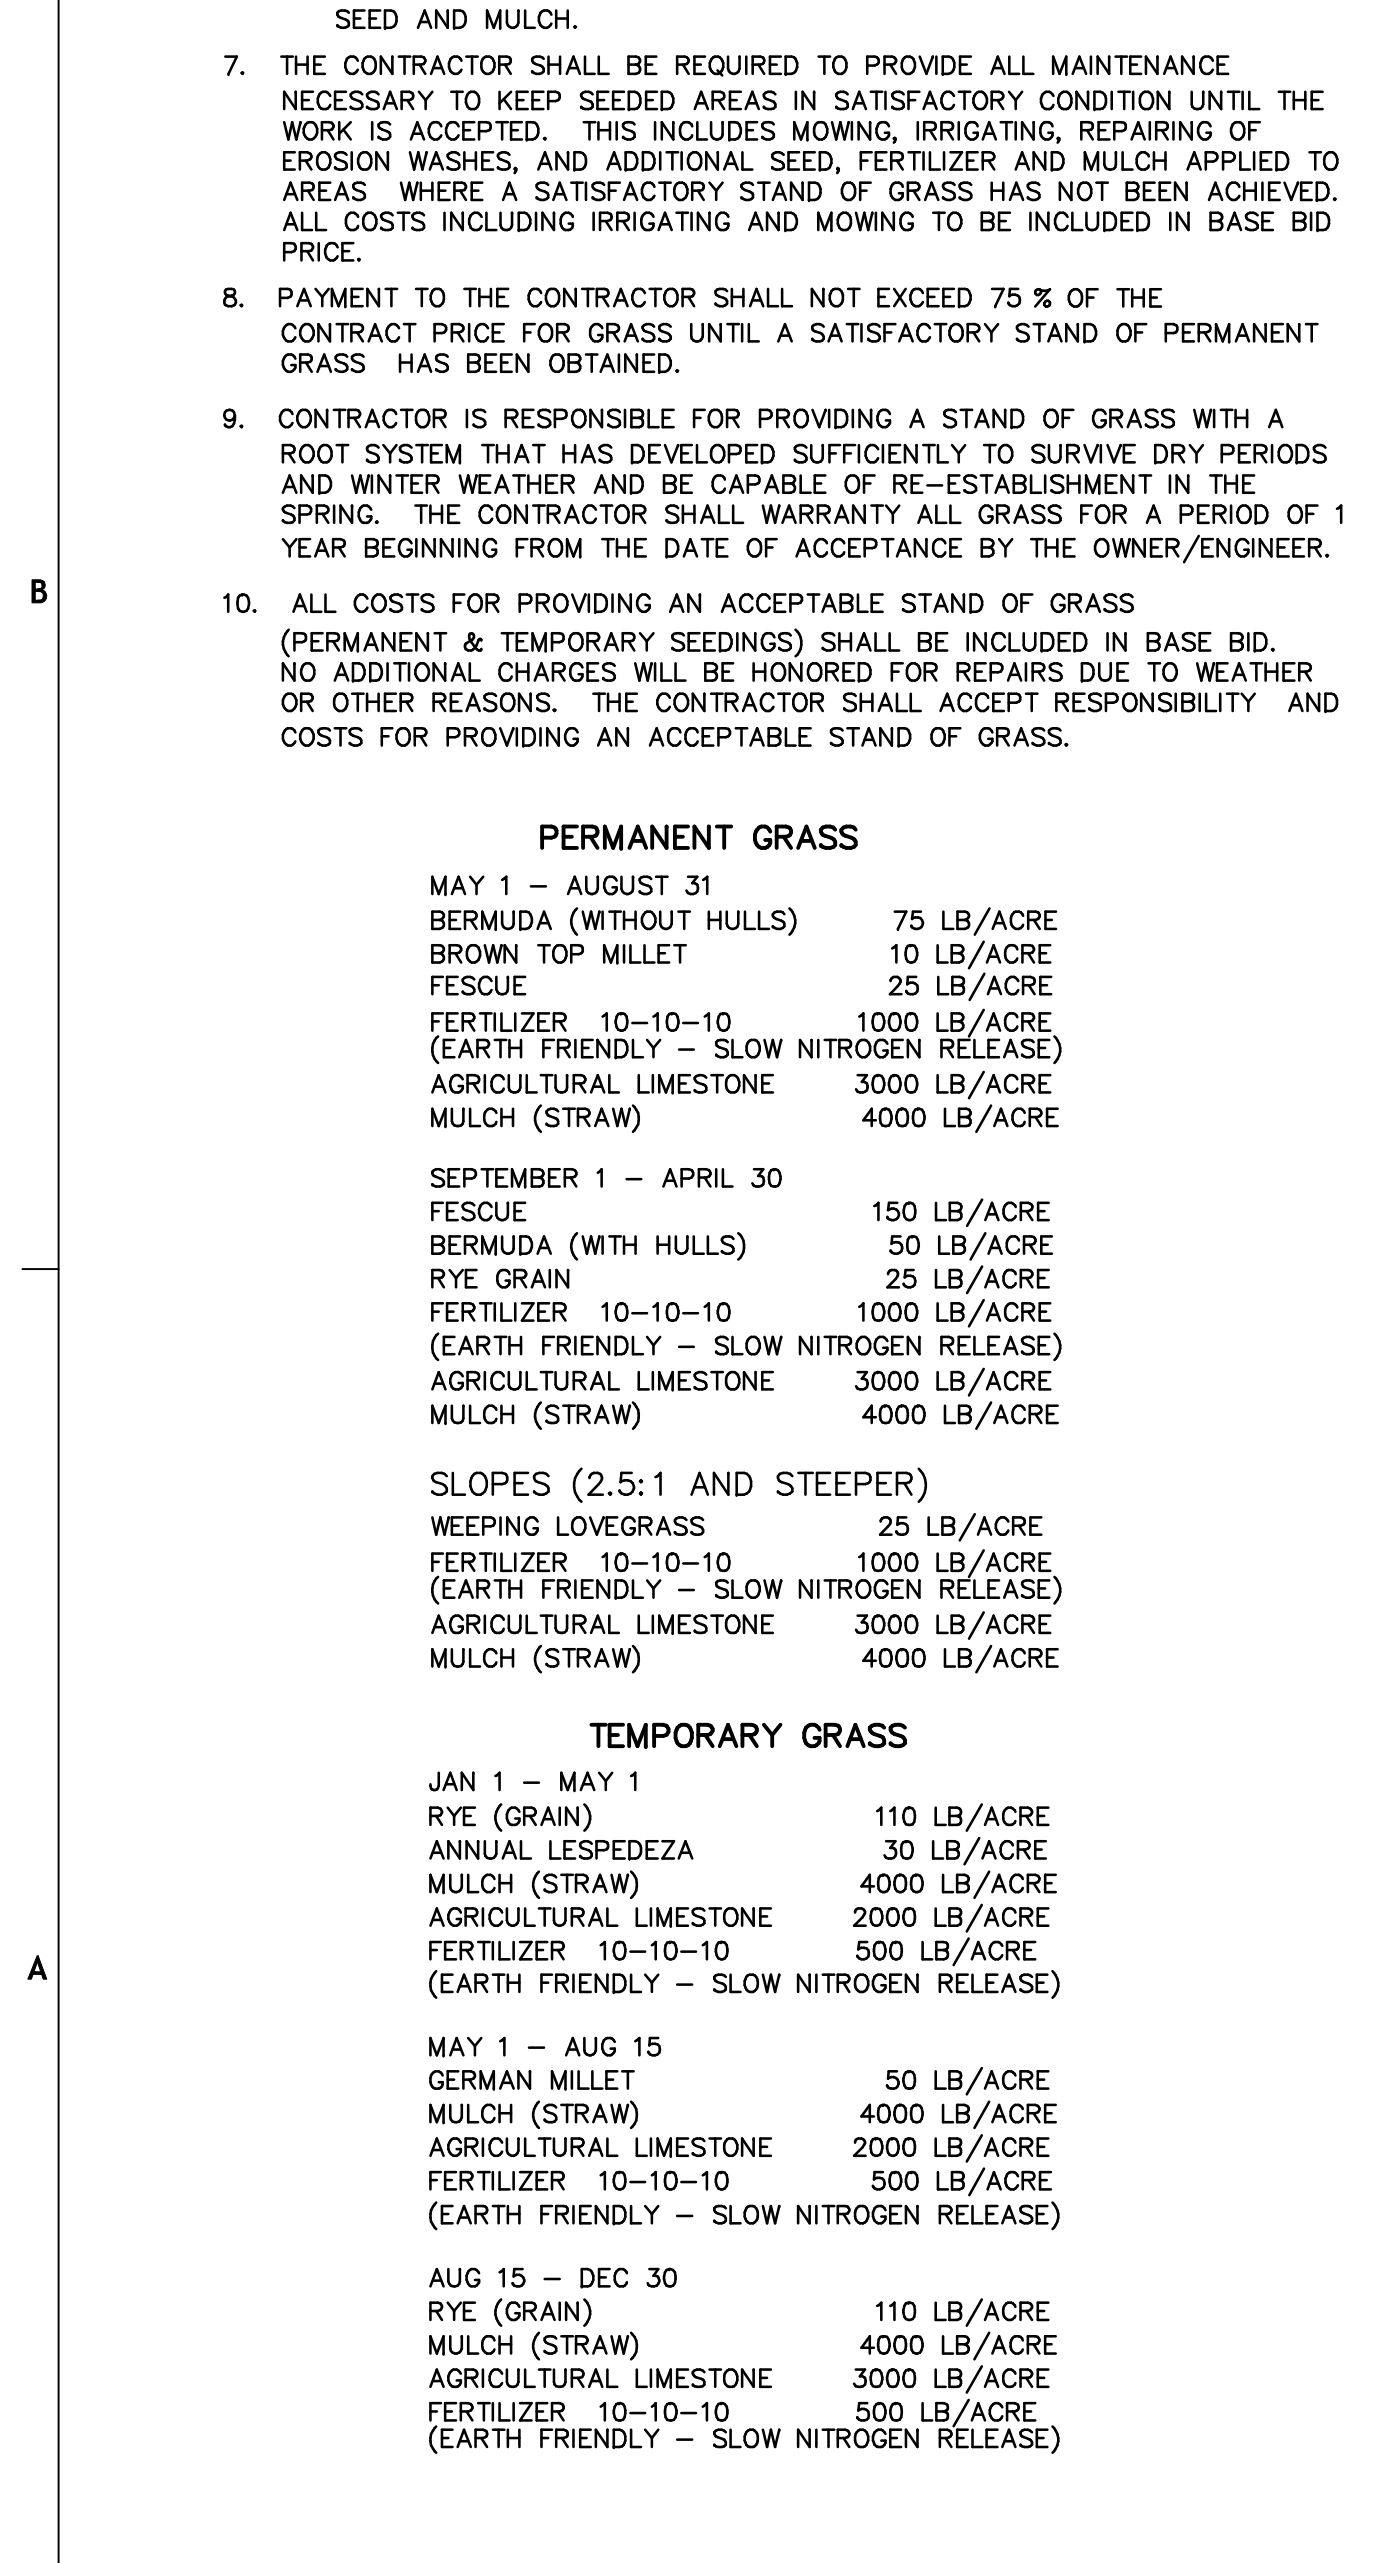 SEED AND MULCH.
7. THE CONTRACTOR SHALL BE REQUIRED TO PROVIDE ALL MAINTENANCE
NECESSARY TO KEEP SEEDED AREAS IN SATISFACTORY CONDITION UNTIL THE
WORK IS ACCEPTED. THIS INCLUDES MOWING, IRRIGATING, REPAIRING OF
EROSION WASHES, AND ADDITIONAL SEED, FERTILIZER AND MULCH APPLIED TO
AREAS WHERE A SATISFACTORY STAND OF GRASS HAS NOT BEEN ACHIEVED.
ALL COSTS INCLUDING IRRIGATING AND MOWING TO BE INCLUDED IN BASE BID
PRICE.
8. PAYMENT TO THE CONTRACTOR SHALL NOT EXCEED 75 % OF THE
CONTRACT PRICE FOR GRASS UNTIL A SATISFACTORY STAND OF PERMANENT
GRASS HAS BEEN OBTAINED.
9. CONTRACTOR IS RESPONSIBLE FOR PROVIDING A STAND OF GRASS WITH A
ROOT SYSTEM THAT HAS DEVELOPED SUFFICIENTLY TO SURVIVE DRY PERIODS
AND WINTER WEATHER AND BE CAPABLE OF RE-ESTABLISHMENT IN THE
SPRING. THE CONTRACTOR SHALL WARRANTY ALL GRASS FOR A PERIOD OF 1
YEAR BEGINNING FROM THE DATE OF ACCEPTANCE BY THE OWNER/ENGINEER.
B
10. ALL COSTS FOR PROVIDING AN ACCEPTABLE STAND OF GRASS
(PERMANENT & TEMPORARY SEEDINGS) SHALL BE INCLUDED IN BASE BID.
NO ADDITIONAL CHARGES WILL BE HONORED FOR REPAIRS DUE TO WEATHER
OR OTHER REASONS. THE CONTRACTOR SHALL ACCEPT RESPONSIBILITY AND
COSTS FOR PROVIDING AN ACCEPTABLE STAND OF GRASS.
PERMANENT GRASS
MAY 1 – AUGUST 31
BERMUDA (WITHOUT HULLS) 75 LB/ACRE
BROWN TOP MILLET 10 LB/ACRE
FESCUE 25 LB/ACRE
FERTILIZER 10-10-10 1000 LB/ACRE
(EARTH FRIENDLY – SLOW NITROGEN RELEASE)
AGRICULTURAL LIMESTONE 3000 LB/ACRE
MULCH (STRAW) 4000 LB/ACRE
SEPTEMBER 1 – APRIL 30
FESCUE 150 LB/ACRE
BERMUDA (WITH HULLS) 50 LB/ACRE
RYE GRAIN 25 LB/ACRE
FERTILIZER 10-10-10 1000 LB/ACRE
(EARTH FRIENDLY – SLOW NITROGEN RELEASE)
AGRICULTURAL LIMESTONE 3000 LB/ACRE
MULCH (STRAW) 4000 LB/ACRE
SLOPES (2.5:1 AND STEEPER)
WEEPING LOVEGRASS 25 LB/ACRE
FERTILIZER 10-10-10 1000 LB/ACRE
(EARTH FRIENDLY – SLOW NITROGEN RELEASE)
AGRICULTURAL LIMESTONE 3000 LB/ACRE
MULCH (STRAW) 4000 LB/ACRE
TEMPORARY GRASS
JAN 1 – MAY 1
RYE (GRAIN) 110 LB/ACRE
ANNUAL LESPEDEZA 30 LB/ACRE
MULCH (STRAW) 4000 LB/ACRE
AGRICULTURAL LIMESTONE 2000 LB/ACRE
FERTILIZER 10-10-10 500 LB/ACRE
A
(EARTH FRIENDLY – SLOW NITROGEN RELEASE)
MAY 1 – AUG 15
GERMAN MILLET 50 LB/ACRE
MULCH (STRAW) 4000 LB/ACRE
AGRICULTURAL LIMESTONE 2000 LB/ACRE
FERTILIZER 10-10-10 500 LB/ACRE
(EARTH FRIENDLY – SLOW NITROGEN RELEASE)
AUG 15 – DEC 30
RYE (GRAIN) 110 LB/ACRE
MULCH (STRAW) 4000 LB/ACRE
AGRICULTURAL LIMESTONE 3000 LB/ACRE
FERTILIZER 10-10-10 500 LB/ACRE
(EARTH FRIENDLY – SLOW NITROGEN RELEASE)